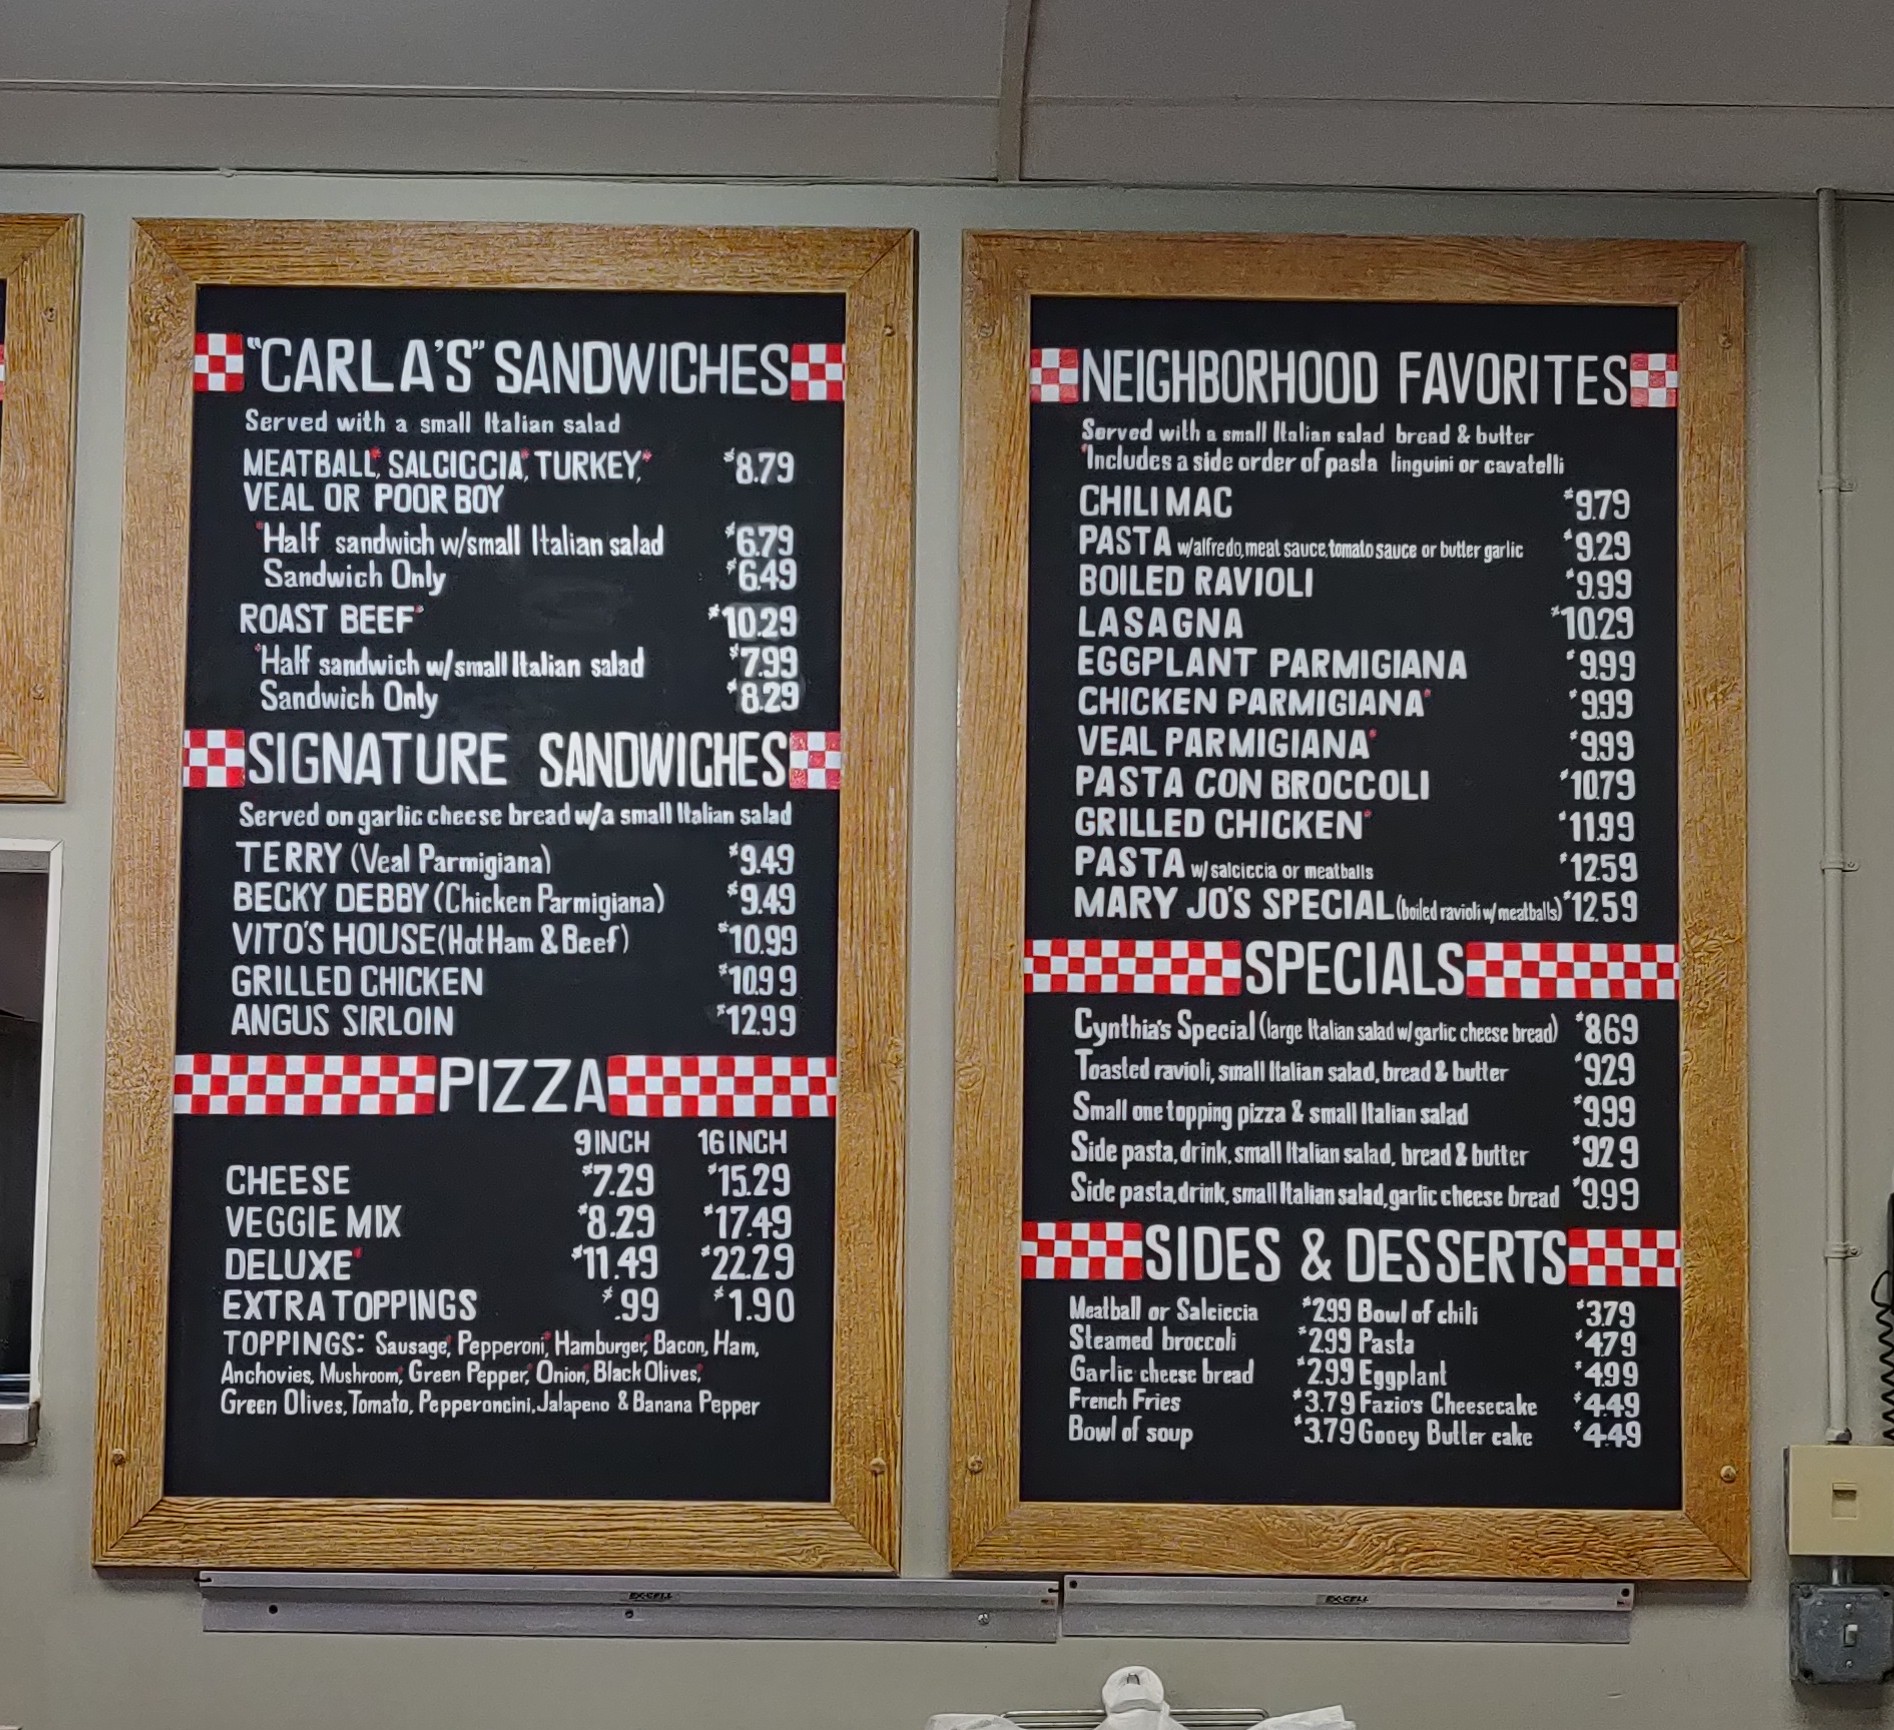 "CARLA'S" SANDWICHES
Served with a small Italian salad
MEATBALL*, SALCICCIA*, TURKEY,* $8.79
VEAL OR POOR BOY
*Half sandwich w/small Italian salad $6.79
Sandwich Only $6.49
ROAST BEEF* $10.29
*Half sandwich w/small Italian salad $7.99
Sandwich Only $8.29
SIGNATURE SANDWICHES
Served on garlic cheese bread w/a small Italian salad
TERRY (Veal Parmigiana) $9.49
BECKY DEBBY (Chicken Parmigiana) $9.49
VITO'S HOUSE (Hot Ham & Beef) $10.99
GRILLED CHICKEN $10.99
ANGUS SIRLOIN $12.99
PIZZA
9 INCH 16 INCH
CHEESE $7.29 $15.29
VEGGIE MIX $8.29 $17.49
DELUXE* $11.49 $22.29
EXTRA TOPPINGS $.99 $1.90
TOPPINGS: Sausage*, Pepperoni*, Hamburger*, Bacon, Ham,
Anchovies, Mushroom*, Green Pepper*, Onion*, Black Olives*,
Green Olives, Tomato, Pepperoncini, Jalapeno & Banana Pepper
NEIGHBORHOOD FAVORITES
Served with a small Italian salad bread & butter
*Includes a side order of pasta linguini or cavatelli
CHILI MAC $9.79
PASTA w/alfredo, meat sauce, tomato sauce or butter garlic $9.29
BOILED RAVIOLI $9.99
LASAGNA $10.29
EGGPLANT PARMIGIANA $9.99
CHICKEN PARMIGIANA* $9.99
VEAL PARMIGIANA* $9.99
PASTA CON BROCCOLI $10.79
GRILLED CHICKEN* $11.99
PASTA w/salciccia or meatballs $12.59
MARY JO'S SPECIAL (boiled ravioli w/meatballs) $12.59
SPECIALS
Cynthia's Special (large Italian salad w/garlic cheese bread) $8.69
Toasted ravioli, small Italian salad, bread & butter $9.29
Small one topping pizza & small Italian salad $9.99
Side pasta, drink, small Italian salad, bread & butter $9.29
Side pasta, drink, small Italian salad, garlic cheese bread $9.99
SIDES & DESSERTS
Meatball or Salciccia $2.99 Bowl of chili $3.79
Steamed broccoli $2.99 Pasta $4.79
Garlic cheese bread $2.99 Eggplant $4.99
French Fries $3.79 Fazio's Cheesecake $4.49
Bowl of soup $3.79 Gooey Butter cake $4.49
EX-CELL
EX-CELL